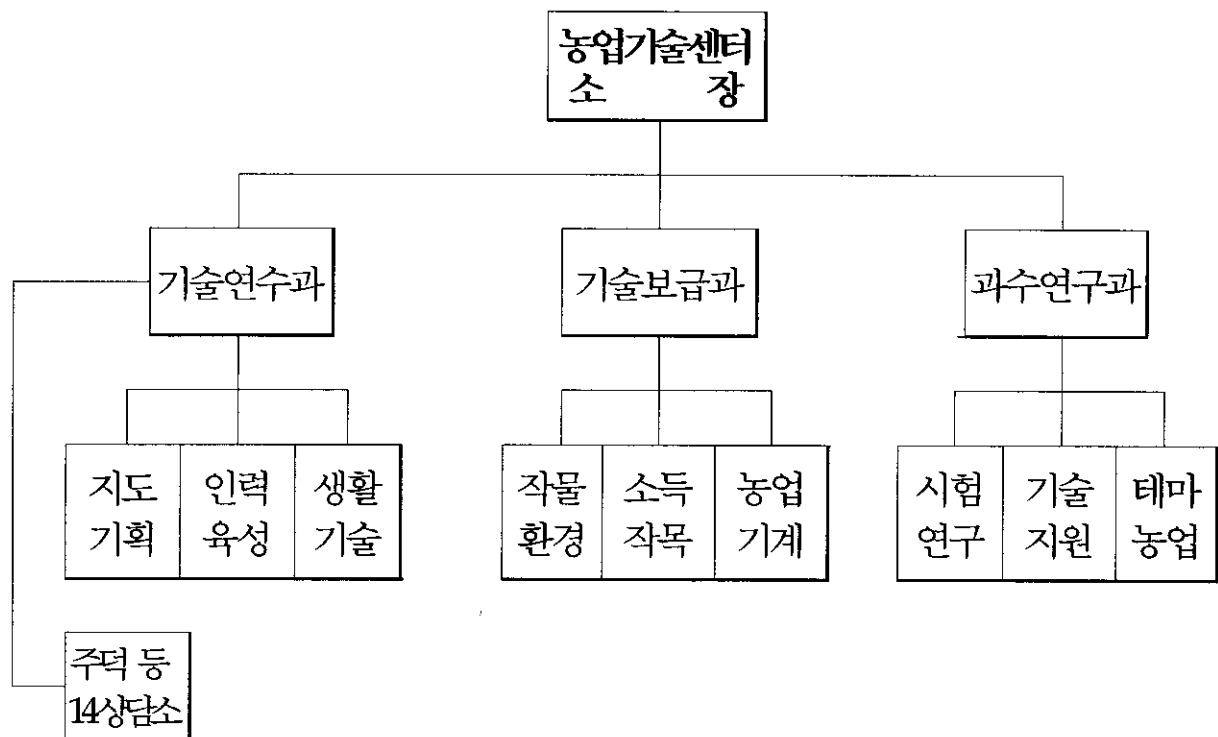 농업기술센터
소 장
기술연수과
기술보급과
과수연구과
지도
기획
인력
육성
생활
기술
작물
환경
소득
작목
농업
기계
시험
연구
기술
지원
테마
농업
주덕 등
14상담소